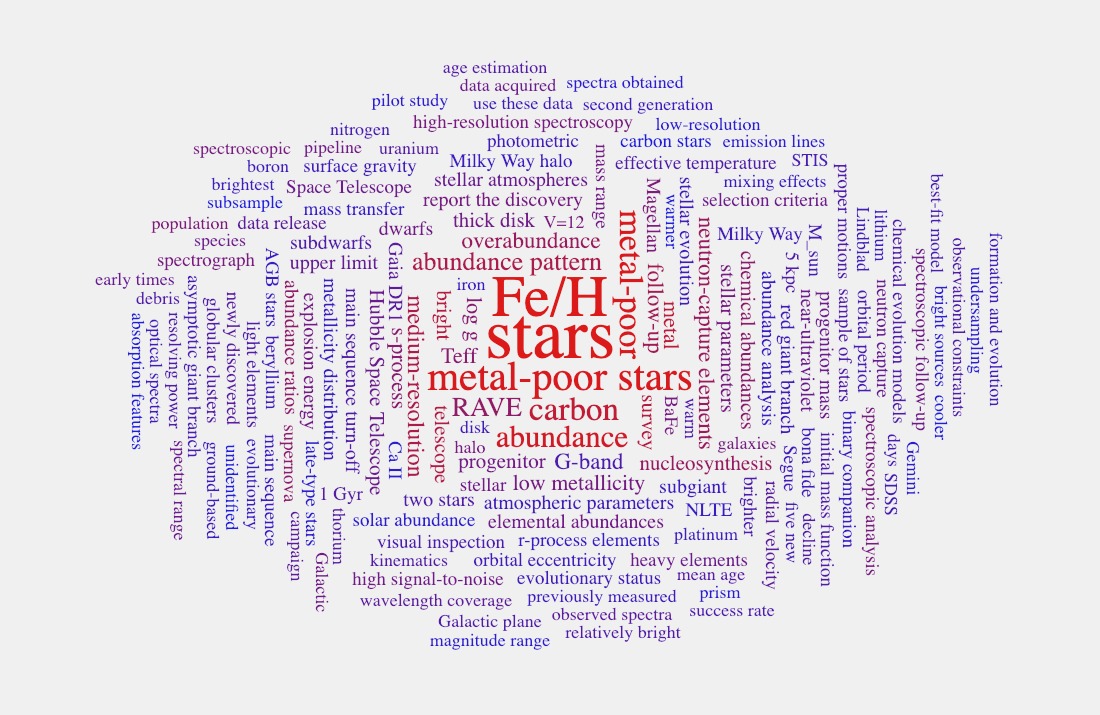 age estimation
data acquired
spectra obtained
pilot study
use these data
second generation
nitrogen
high-resolution spectroscopy
low-resolution
spectroscopic
pipeline
uranium
photometric
carbon stars
emission lines
boron
surface gravity
Milky Way halo
mass range
effective temperature
STIS
brightest
Space Telescope
stellar atmospheres
Magellan
stellar evolution
mixing effects
proper motions
best-fit model
subsample
mass transfer
report the discovery
warmer
selection criteria
population
data release
dwarfs
thick disk
V=12
metal-poor
neutron-capture elements
Milky Way
M_sun
Lindblad
lithium
chemical evolution models
species
subdwarfs
overabundance
spectrograph
AGB stars
upper limit
Gaia DR1
abundance pattern
follow-up
stellar parameters
chemical abundances
5 kpc
spectroscopic follow-up
observational constraints
formation and evolution
early times
asymptotic giant branch
iron
Fe/H
abundance analysis
red giant branch
near-ultraviolet
progenitor mass
sample of stars
orbital period
neutron capture
bright sources
undersampling
debris
globular clusters
newly discovered
light elements
beryllium
abundance ratios
explosion energy
metallicity distribution
main sequence turn-off
Hubble Space Telescope
s-process
medium-resolution
bright
log g
metal
absorption features
optical spectra
resolving power
stars
Teff
metal-poor stars
BaFe
warm
cooler
RAVE
carbon
survey
telescope
disk
abundance
halo
galaxies
progenitor
G-band
nucleosynthesis
spectral range
ground-based
unidentified
evolutionary
main sequence
supernova
late-type stars
Ca II
Segue
bona fide
initial mass function
binary companion
spectroscopic analysis
days
SDSS
Gemini
stellar
low metallicity
subgiant
brighter
radial velocity
five new
decline
1 Gyr
two stars
atmospheric parameters
NLTE
campaign
thorium
solar abundance
elemental abundances
visual inspection
r-process elements
platinum
Galactic
kinematics
orbital eccentricity
heavy elements
high signal-to-noise
evolutionary status
mean age
wavelength coverage
previously measured
prism
Galactic plane
observed spectra
success rate
magnitude range
relatively bright